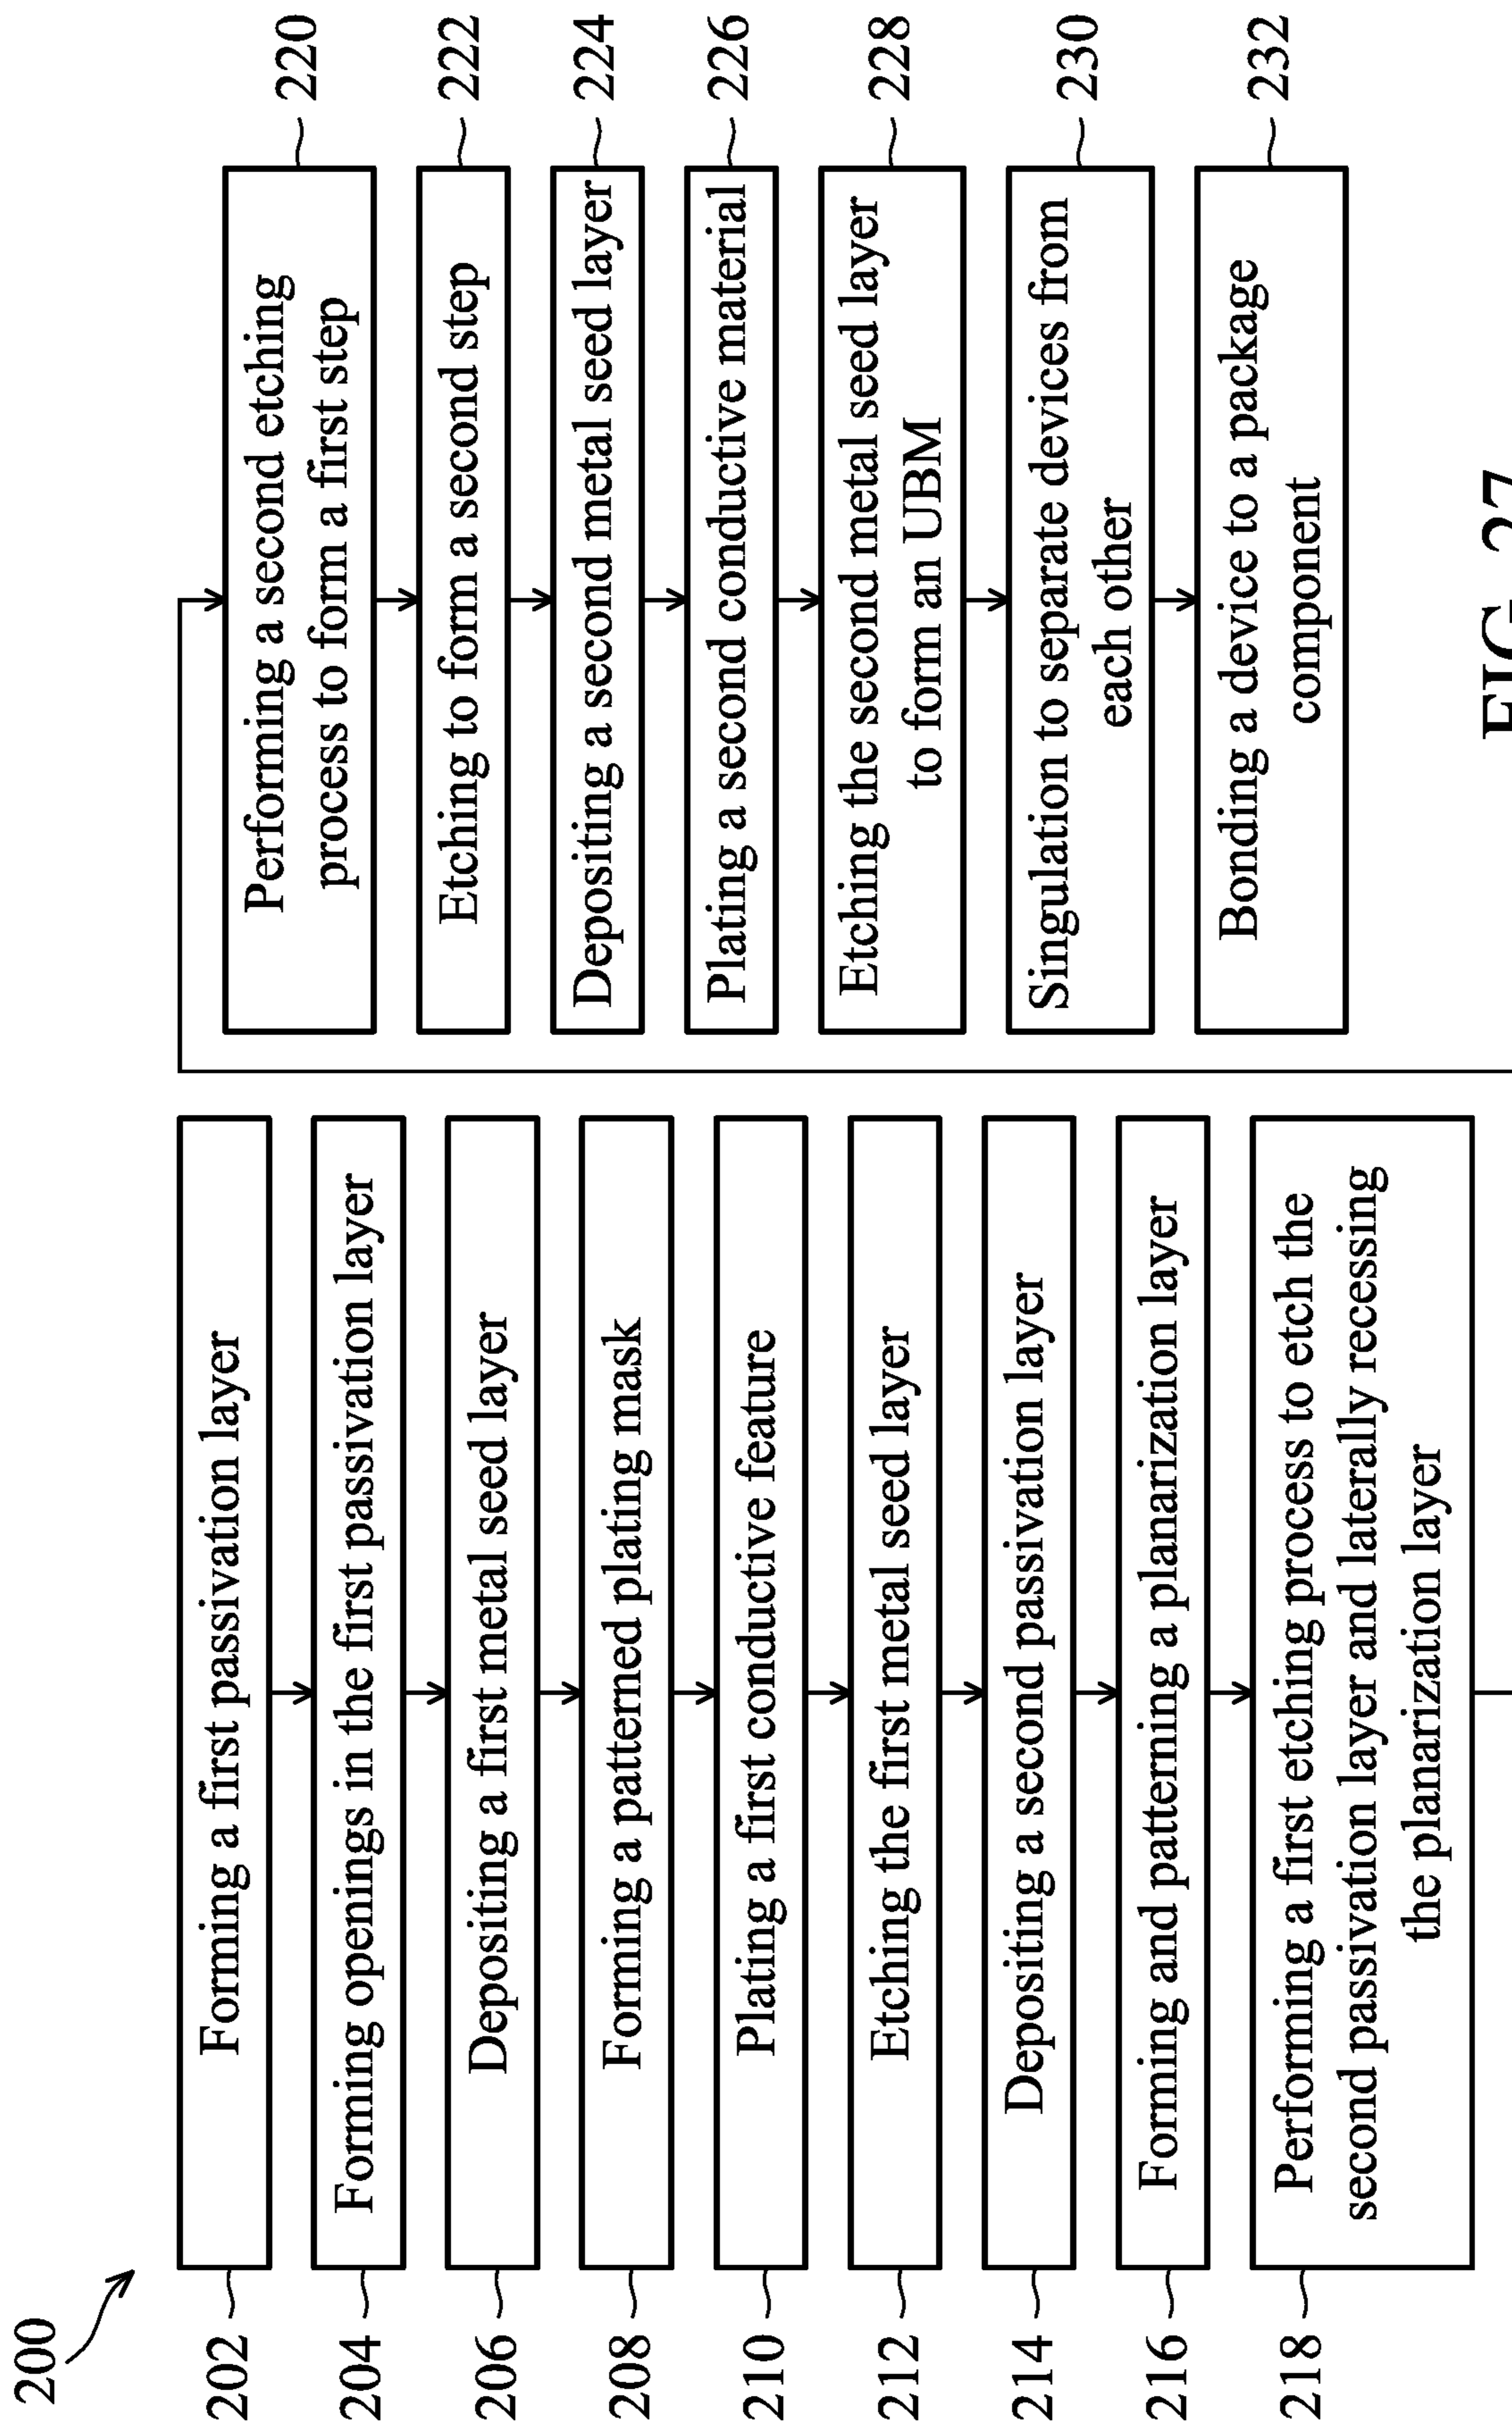 200
202
Forming a first passivation layer
204
Forming openings in the first passivation layer
206
Depositing a first metal seed layer
208
Forming a patterned plating mask
210
Plating a first conductive feature
212
Etching the first metal seed layer
214
Depositing a second passivation layer
216
Forming and patterning a planarization layer
218
Performing a first etching process to etch the
second passivation layer and laterally recessing
the planarization layer
Performing a second etching
process to form a first step
220
Etching to form a second step
222
Depositing a second metal seed layer
224
Plating a second conductive material
226
Etching the second metal seed layer
to form an UBM
228
Singulation to separate devices from
each other
230
Bonding a device to a package
component
232
FIG. 27